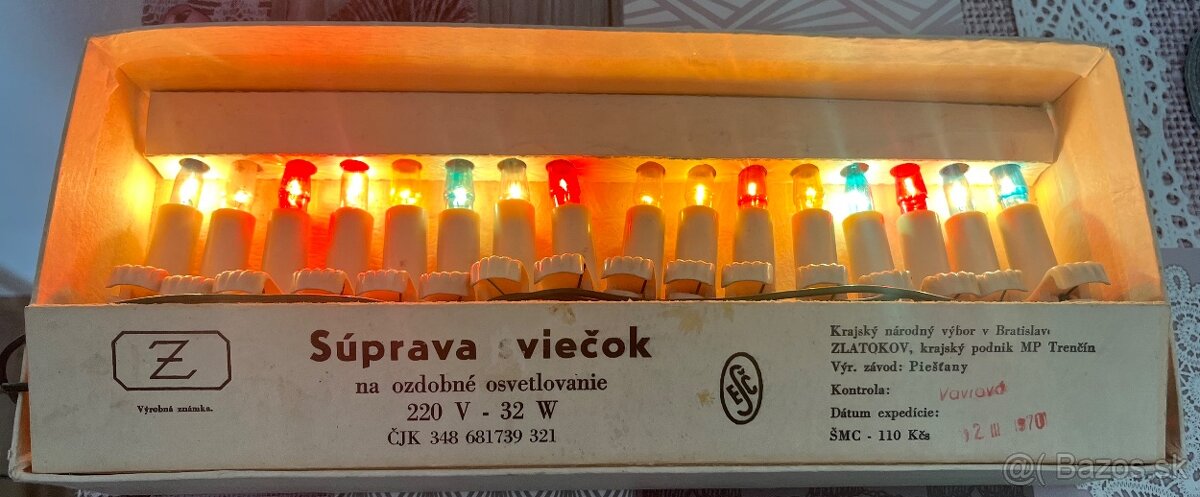 Z
Výrobná známka.
Súprava sviečok
na ozdobné osvetlovanie
220 V - 32 W
ČJK 348 681739 321
EŠČ
Krajský národný výbor v Bratislave
ZLATOKOV, krajský podnik MP Trenčín
Výr. závod: Piešťany
Kontrola: Vavrová
Dátum expedície:
ŠMC - 110 Kčs
12 III 1970
@( Bazos.sk